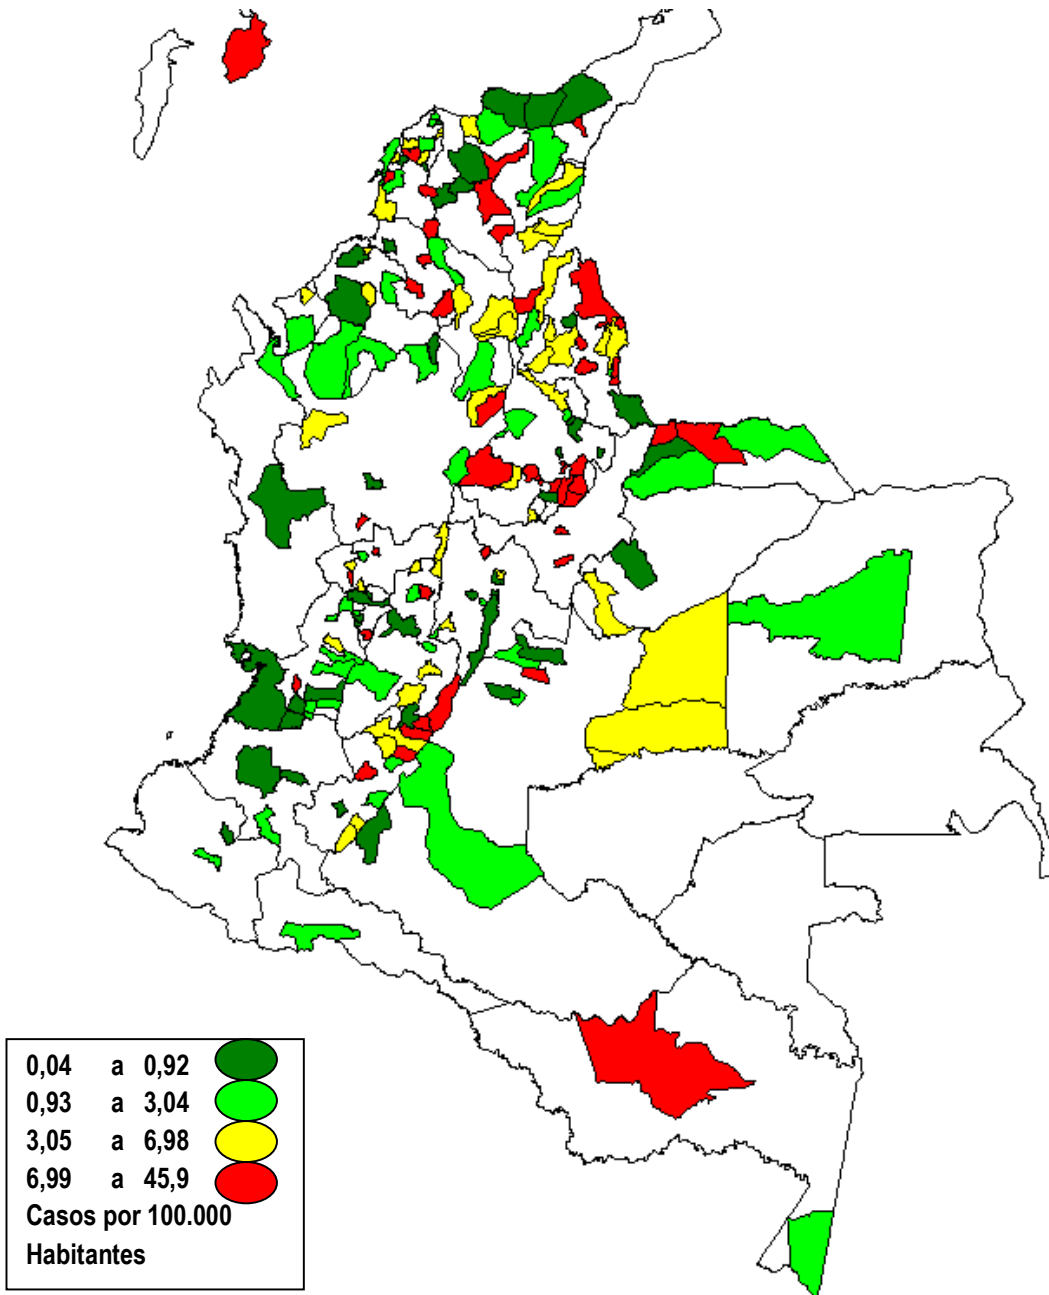 0,04 a 0,92
0,93 a 3,04
3,05 a 6,98
6,99 a 45,9
Casos por 100.000
Habitantes